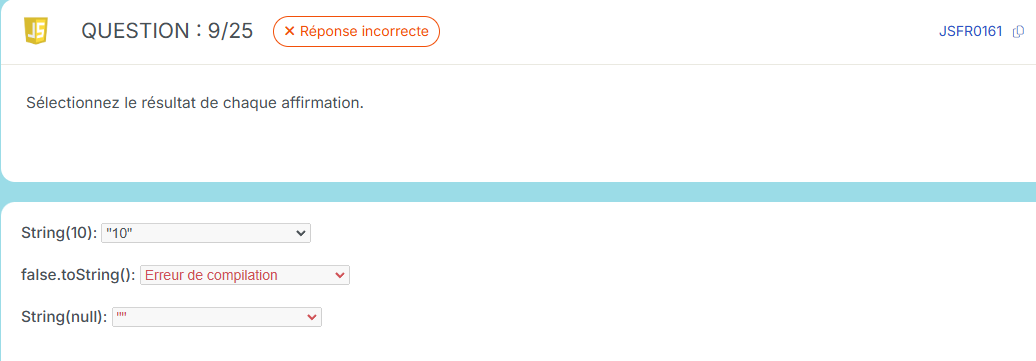 JS QUESTION : 9/25 × Réponse incorrecte JSFR0161
Sélectionnez le résultat de chaque affirmation.
String(10): "10"
false.toString(): Erreur de compilation
String(null): ""